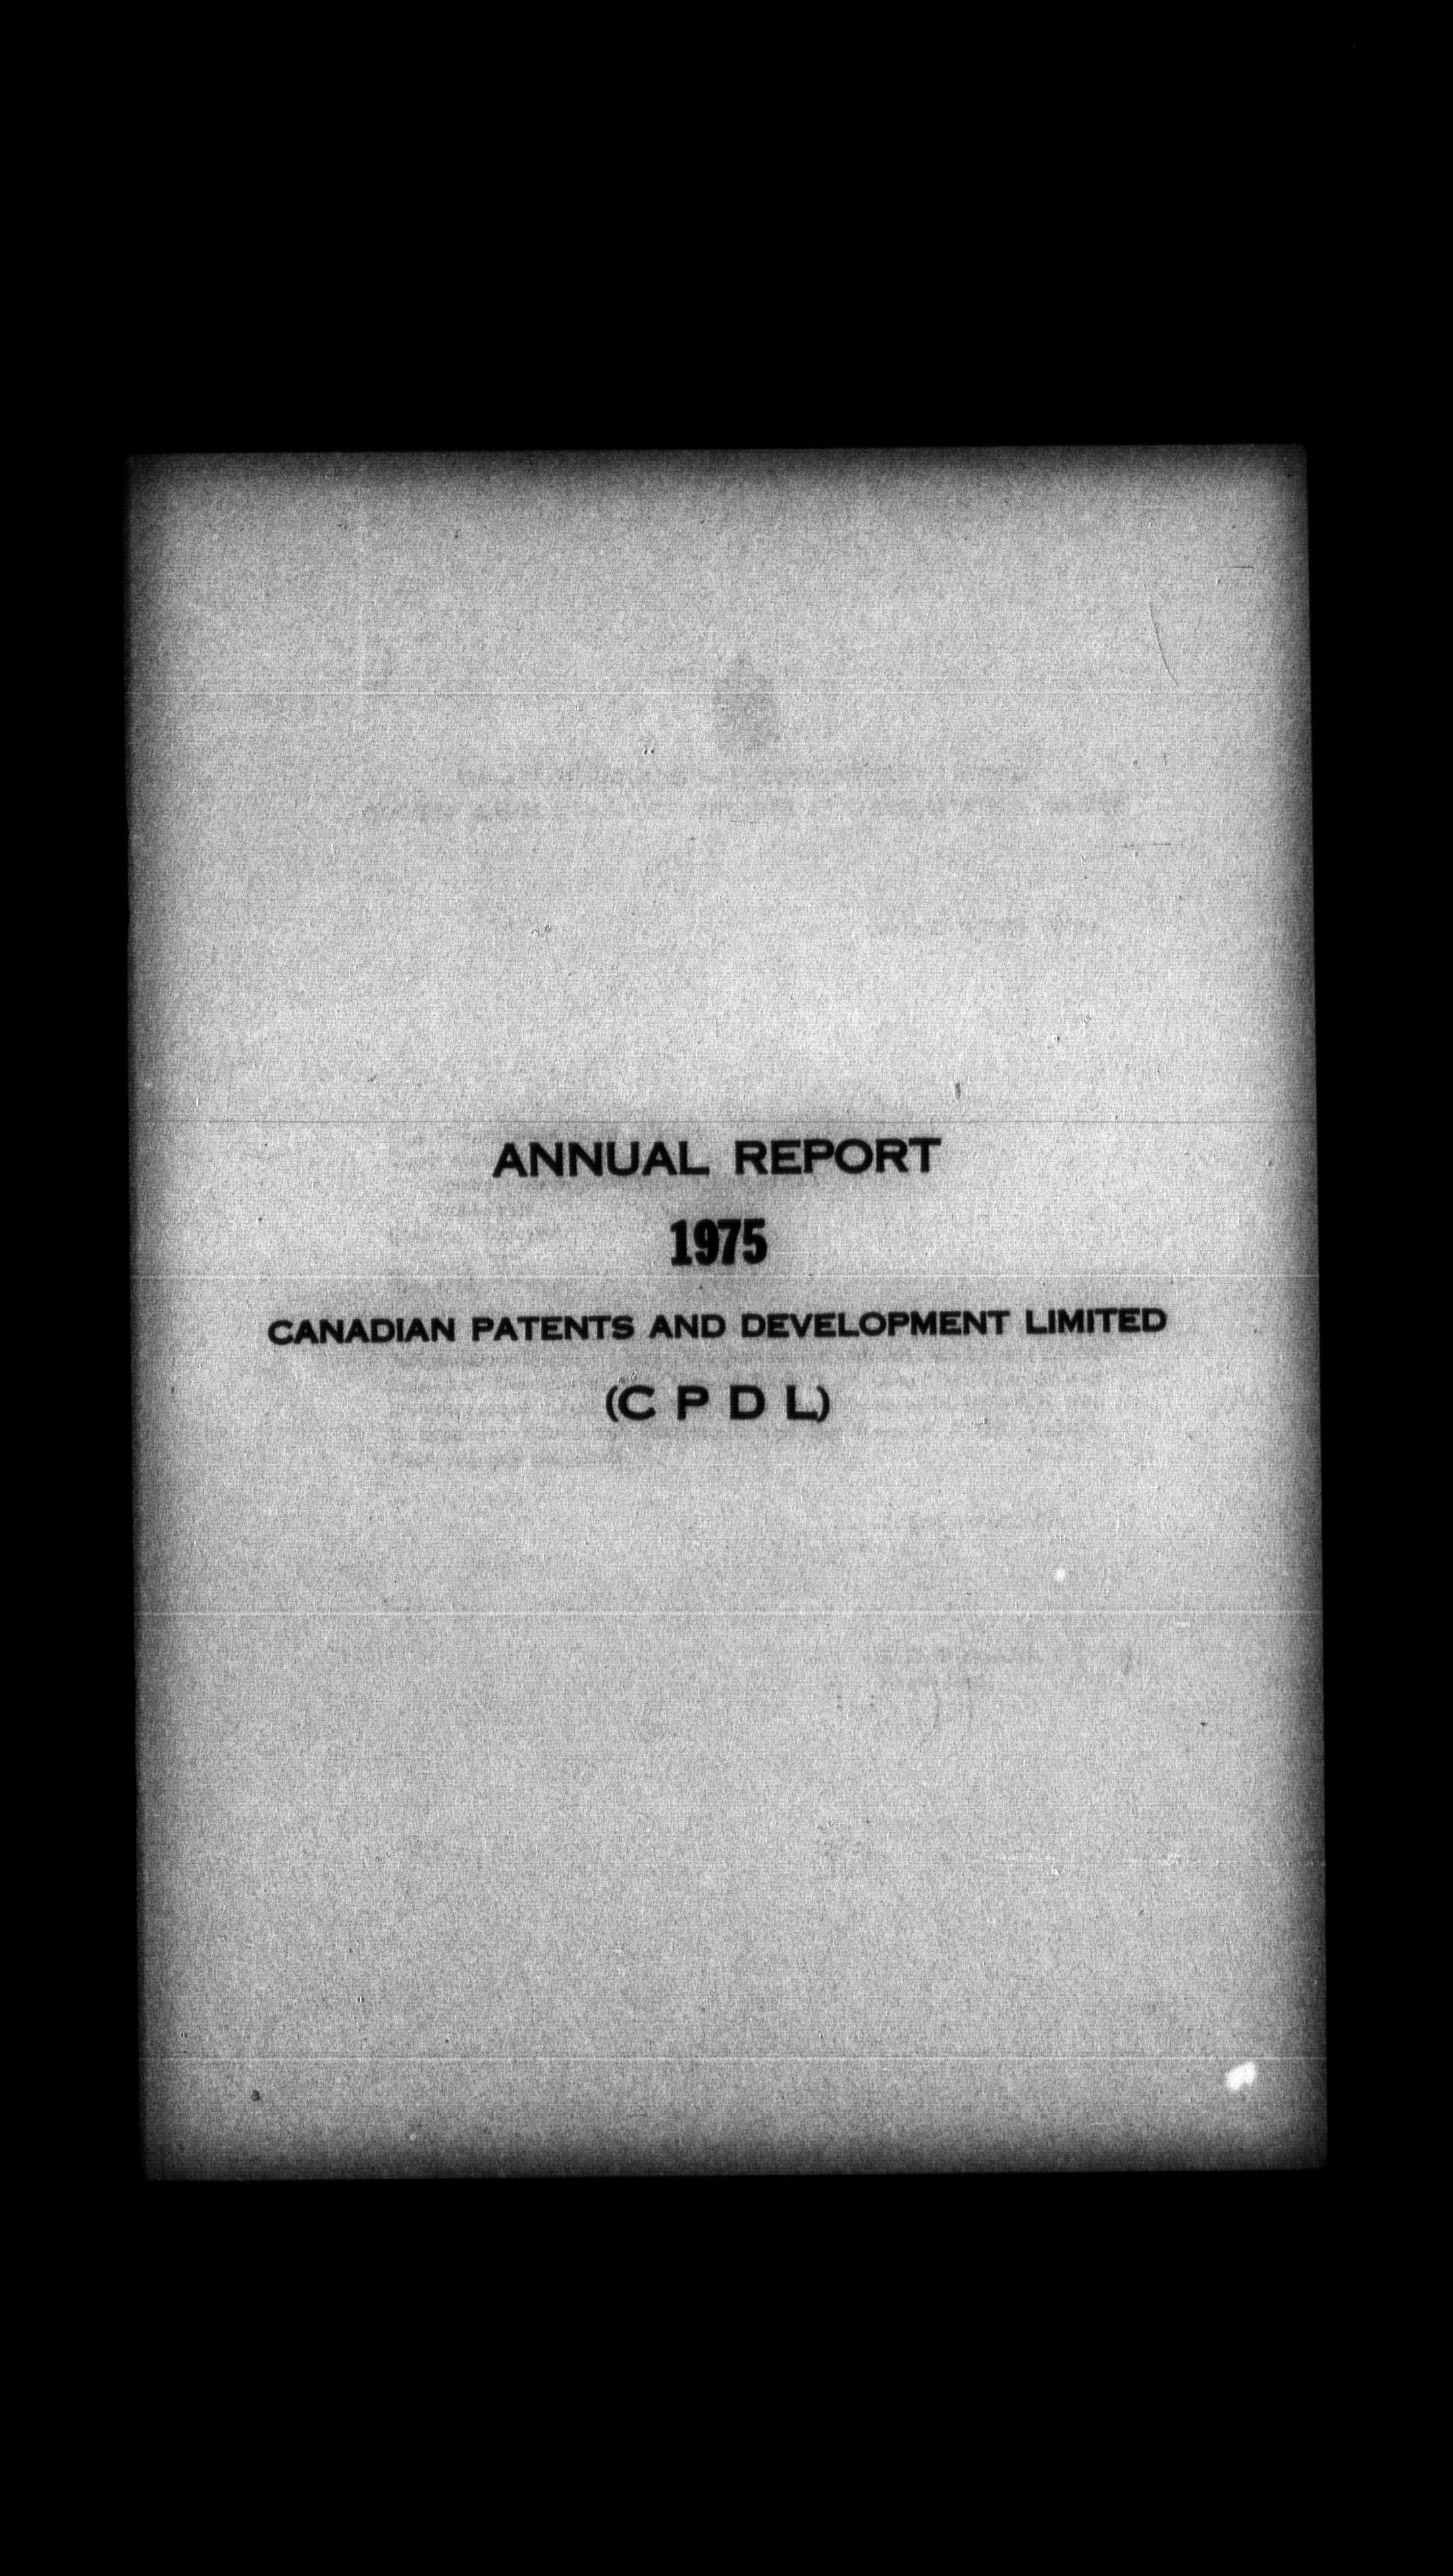 ANNUAL REPORT
1975
CANADIAN PATENTS AND DEVELOPMENT LIMITED
(C P D L)